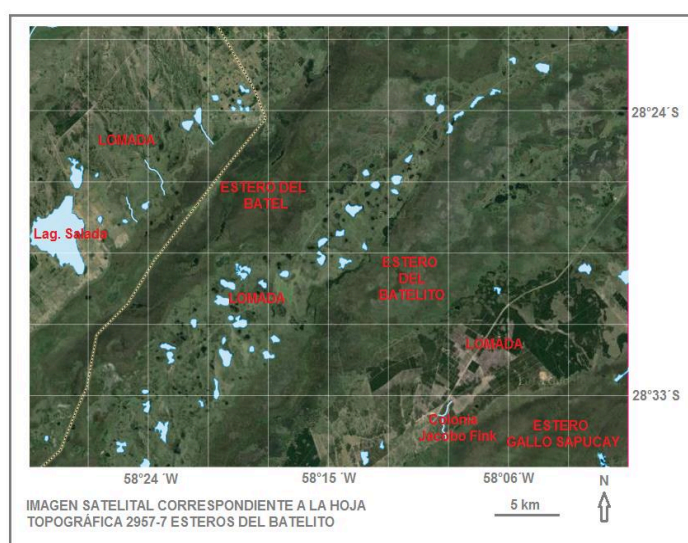 28°24´S
LOMADA
ESTERO DEL
BATEL
Lag. Salada
ESTERO
DEL
BATELITO
LOMADA
LOMADA
28°33´S
Colonia
Jacobo Fink
ESTERO
GALLO SAPUCAY
58°24 ´W
58°15 ´W
58°06 ´W
N
IMAGEN SATELITAL CORRESPONDIENTE A LA HOJA
TOPOGRÁFICA 2957-7 ESTEROS DEL BATELITO
5 km